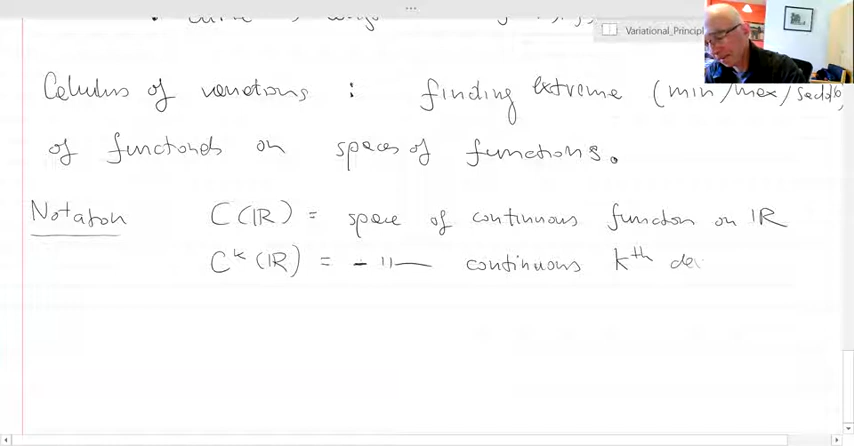 Variational_Principl
Calculus of variations : finding extreme (min/max/saddle)
of functionals on spaces of functions.
Notation C(ℝ) = space of continuous function on ℝ
Cᵏ(ℝ) = -〃- continuous kᵗʰ de